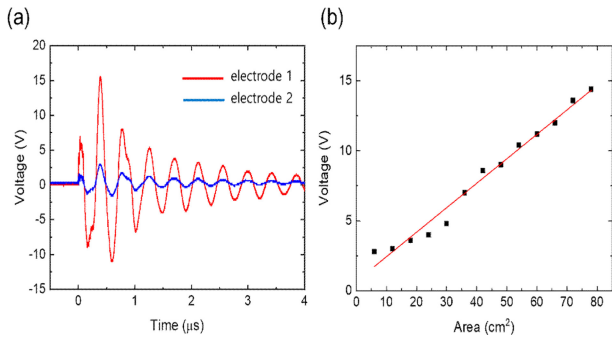 (a)
20
15
10
5
0
-5
-10
-15
Voltage (V)
electrode 1
electrode 2
0 1 2 3 4
Time (μs)
(b)
15
10
5
0
Voltage (V)
0 10 20 30 40 50 60 70 80
Area (cm²)